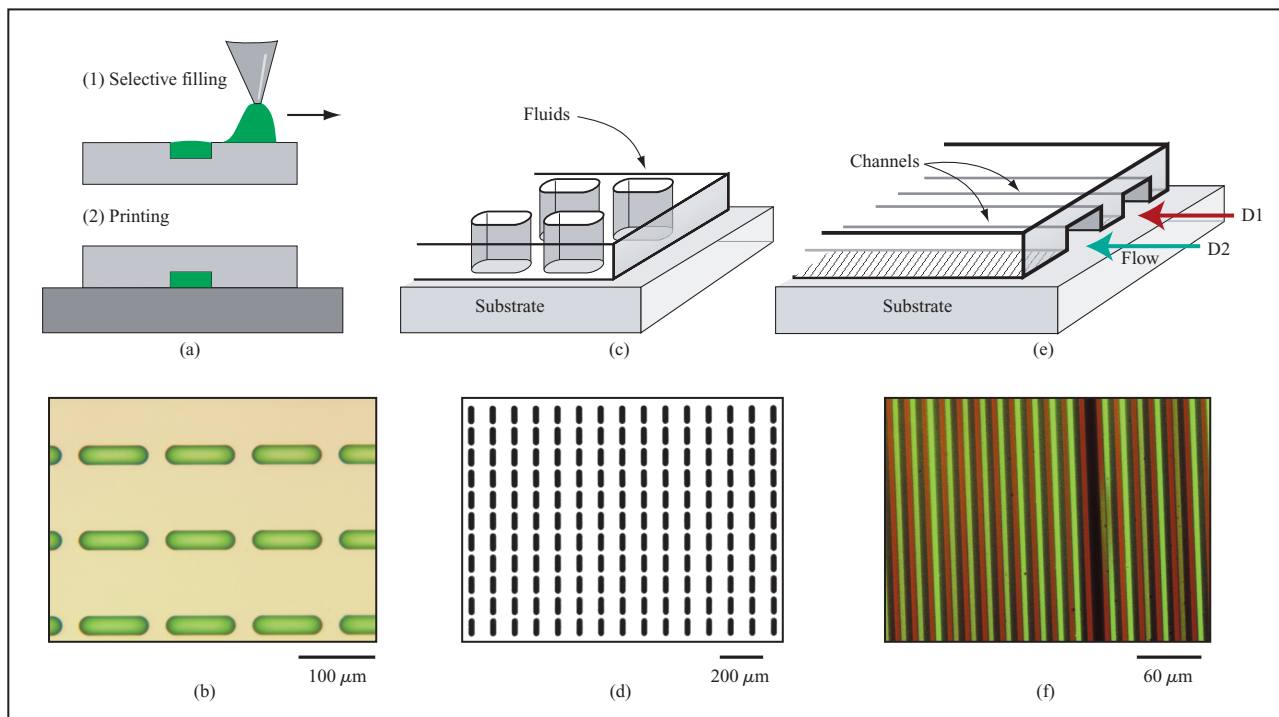 (1) Selective filling
(2) Printing
(a)
Fluids
Substrate
(c)
Channels
D1
D2
Flow
Substrate
(e)
100 μm
(b)
200 μm
(d)
60 μm
(f)